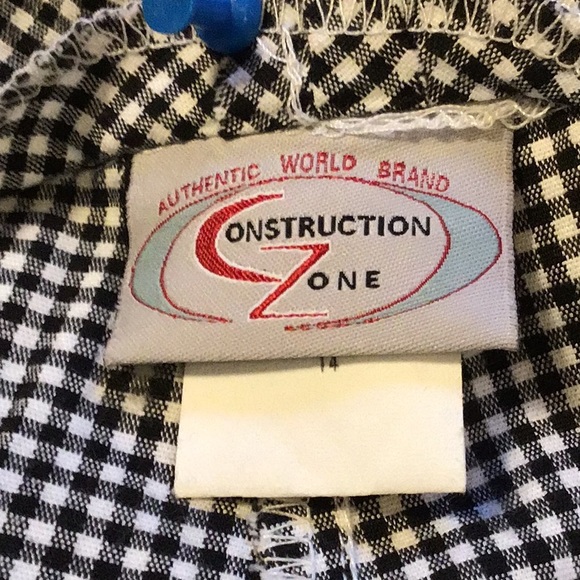 AUTHENTIC WORLD BRAND
CONSTRUCTION
ZONE
14